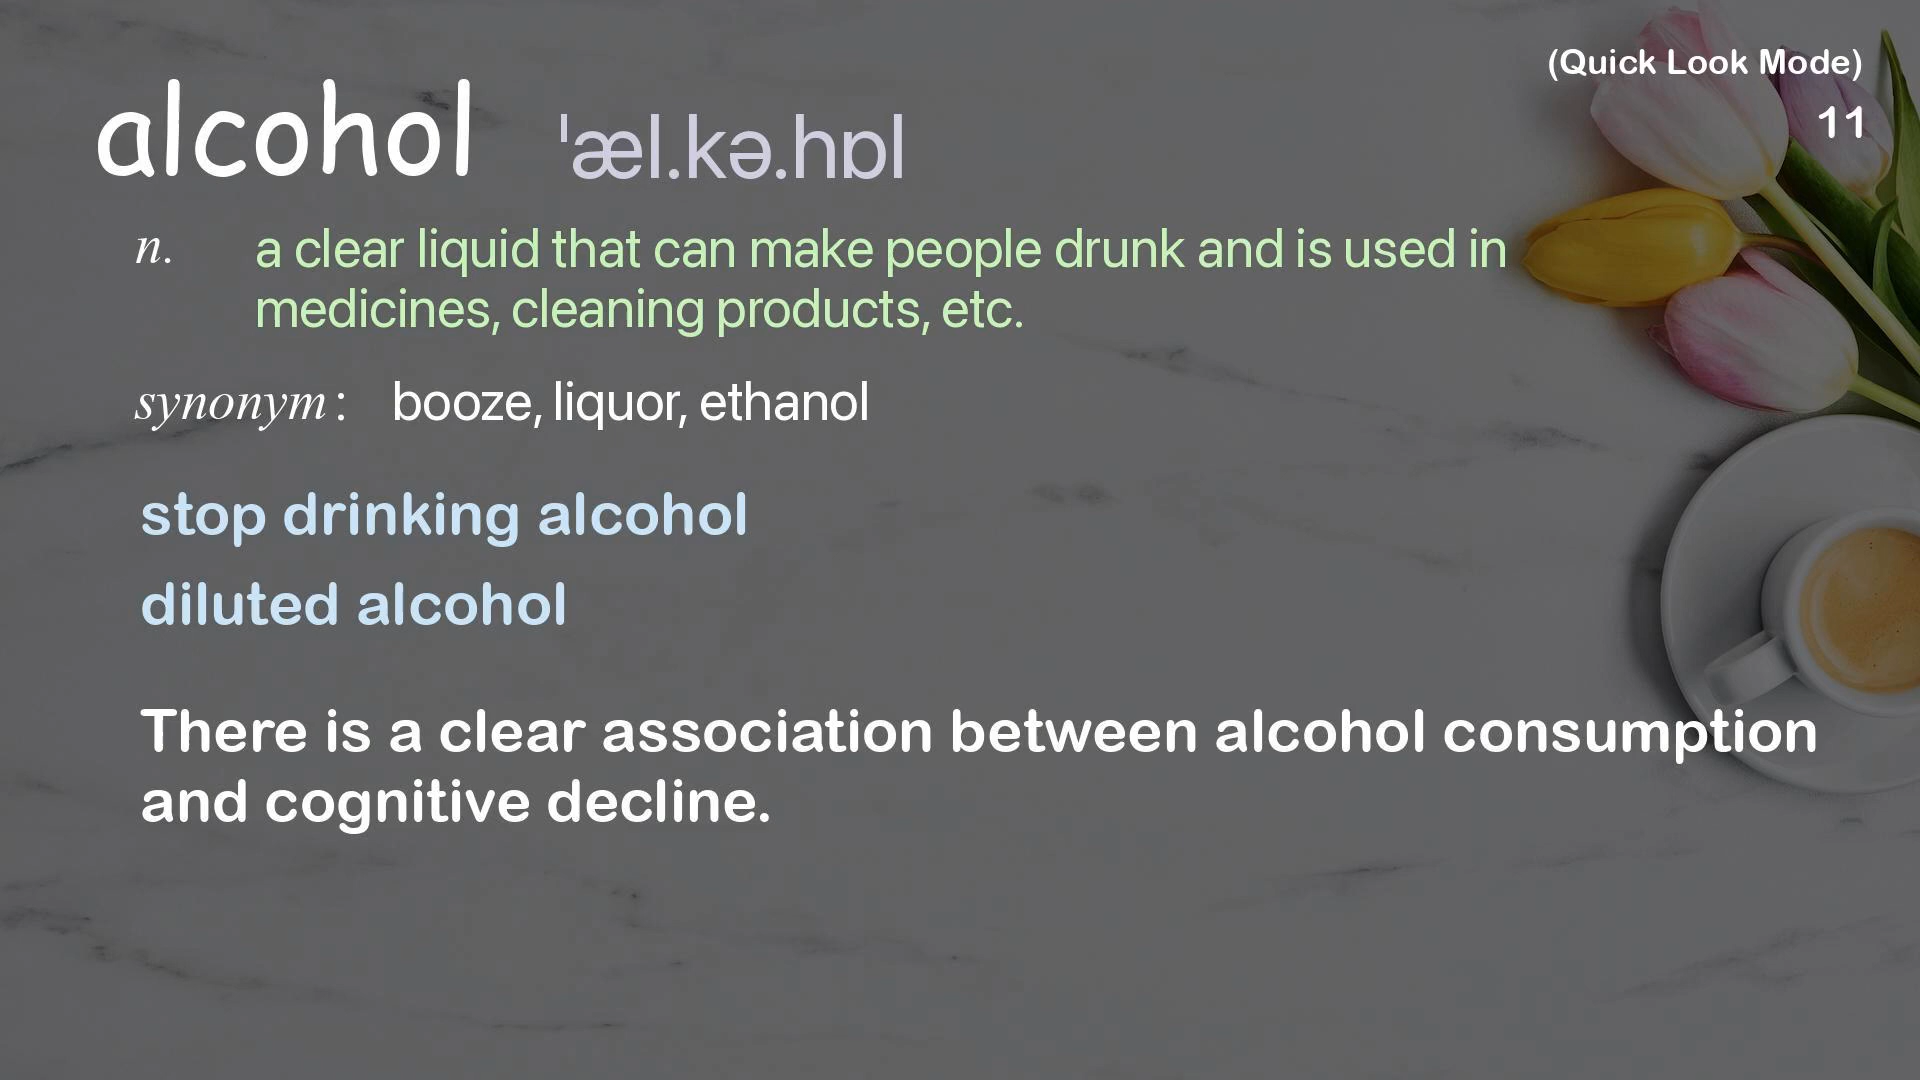 (Quick Look Mode)
11
alcohol ˈæl.kə.hɒl
n. a clear liquid that can make people drunk and is used in
medicines, cleaning products, etc.
synonym : booze, liquor, ethanol
stop drinking alcohol
diluted alcohol
There is a clear association between alcohol consumption
and cognitive decline.